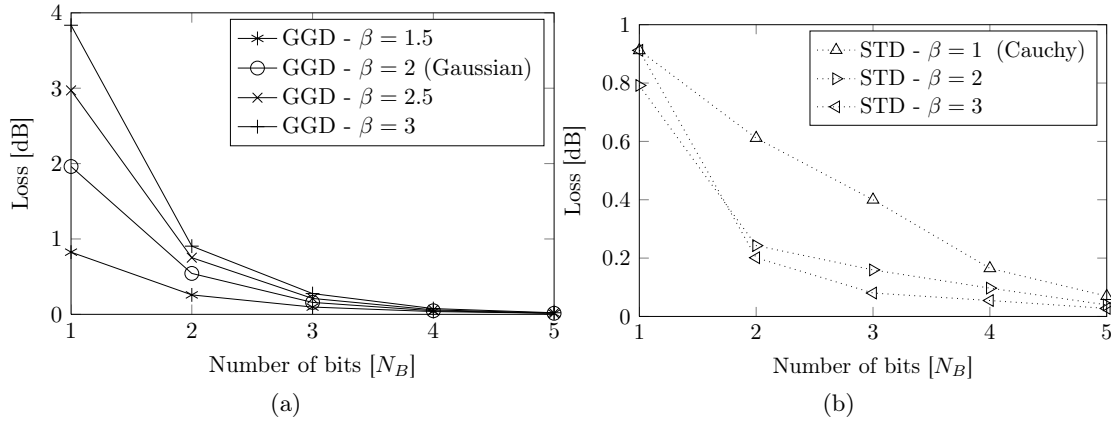 4
3
2
1
0
1
2
3
4
5
Loss [dB]
Number of bits [N_B]
GGD - β = 1.5
GGD - β = 2 (Gaussian)
GGD - β = 2.5
GGD - β = 3
(a)
1
0.8
0.6
0.4
0.2
0
1
2
3
4
5
Loss [dB]
Number of bits [N_B]
STD - β = 1 (Cauchy)
STD - β = 2
STD - β = 3
(b)